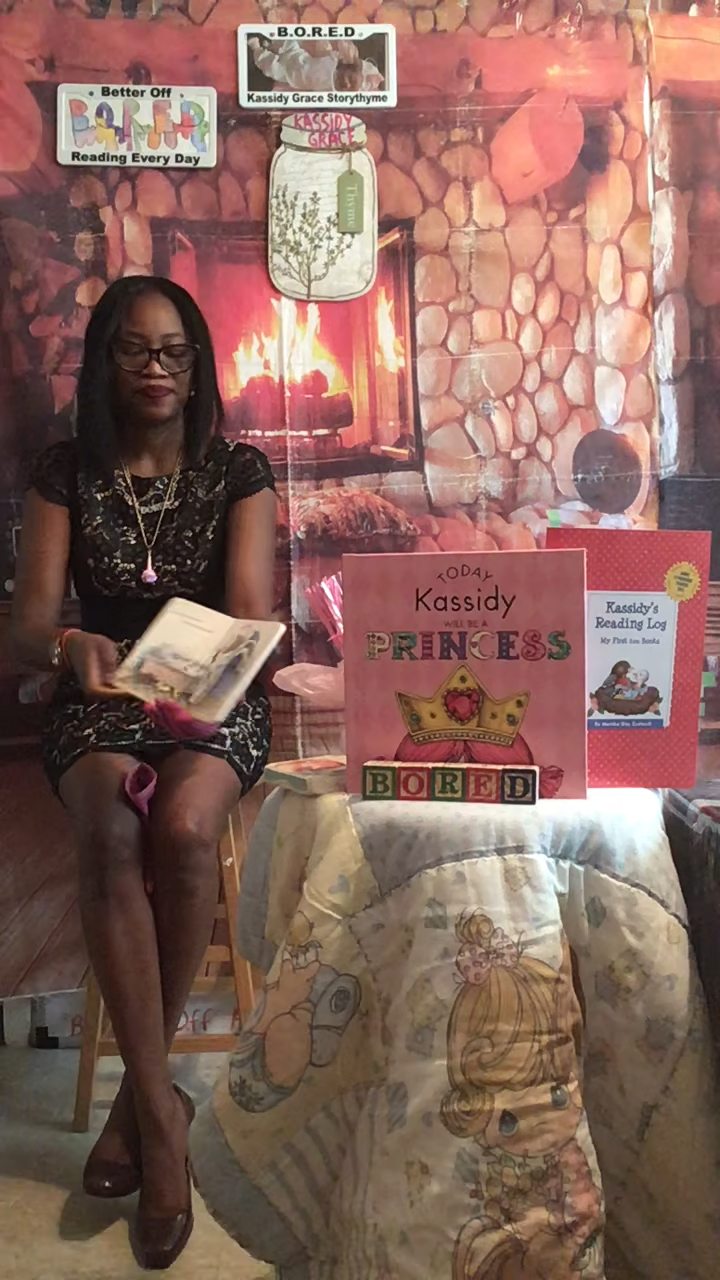 B.O.R.E.D
Kassidy Grace Storythyme
Better Off
B.O.R.E.D
Reading Every Day
KASSIDY
GRACE
Thyme
TODAY
Kassidy
WILL BE A
PRINCESS
BORED
Kassidy's
Reading Log
My First 100 Books
Off